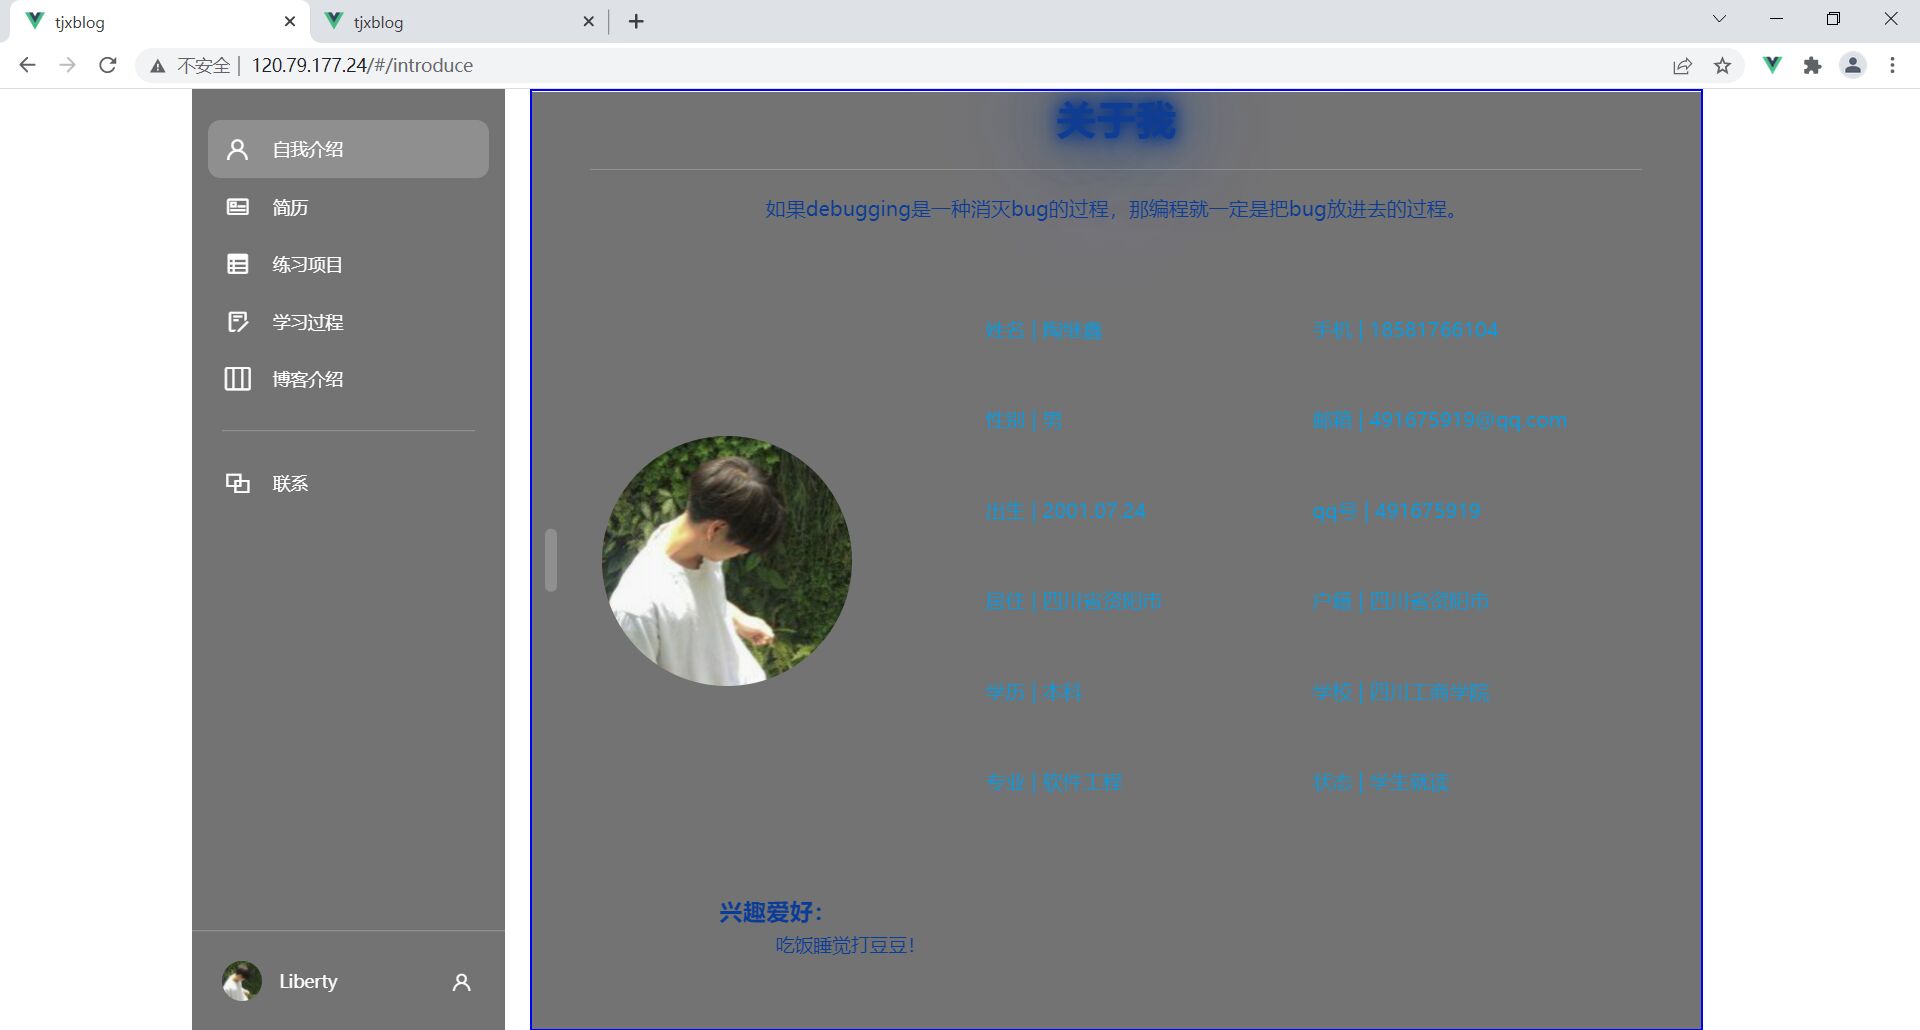 tjxblog
tjxblog
不安全 | 120.79.177.24/#/introduce
自我介绍
简历
练习项目
学习过程
博客介绍
联系
Liberty
关于我
如果debugging是一种消灭bug的过程，那编程就一定是把bug放进去的过程。
姓名 | 陶继鑫
手机 | 18581766104
性别 | 男
邮箱 | 491675919@qq.com
出生 | 2001.07.24
qq号 | 491675919
居住 | 四川省资阳市
户籍 | 四川省资阳市
学历 | 本科
学校 | 四川工商学院
专业 | 软件工程
状态 | 学生就读
兴趣爱好：
吃饭睡觉打豆豆！